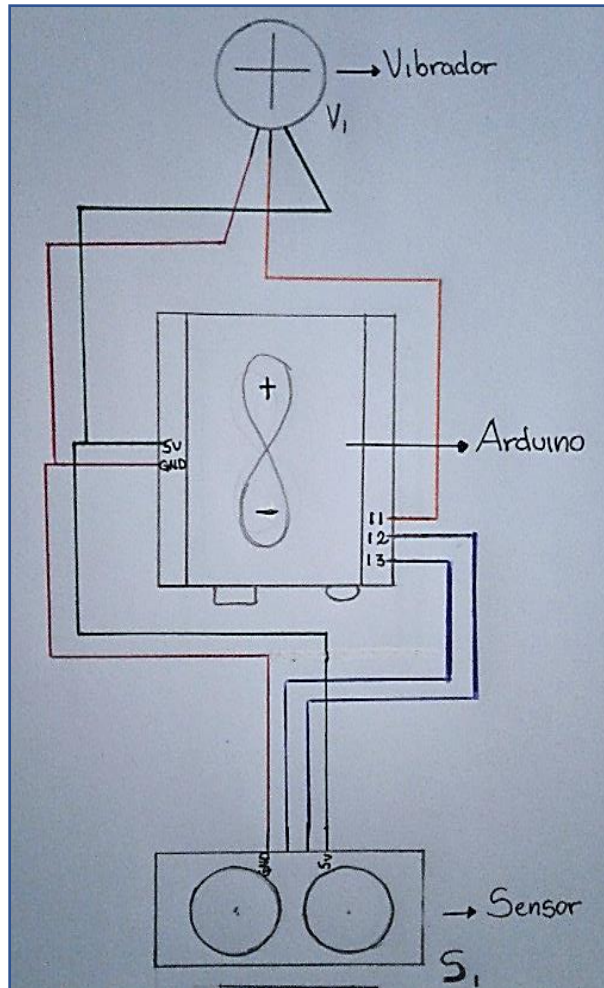 Vibrador
V1
+
-
5V
GND
Arduino
11
12
13
GND
5V
Sensor
S1